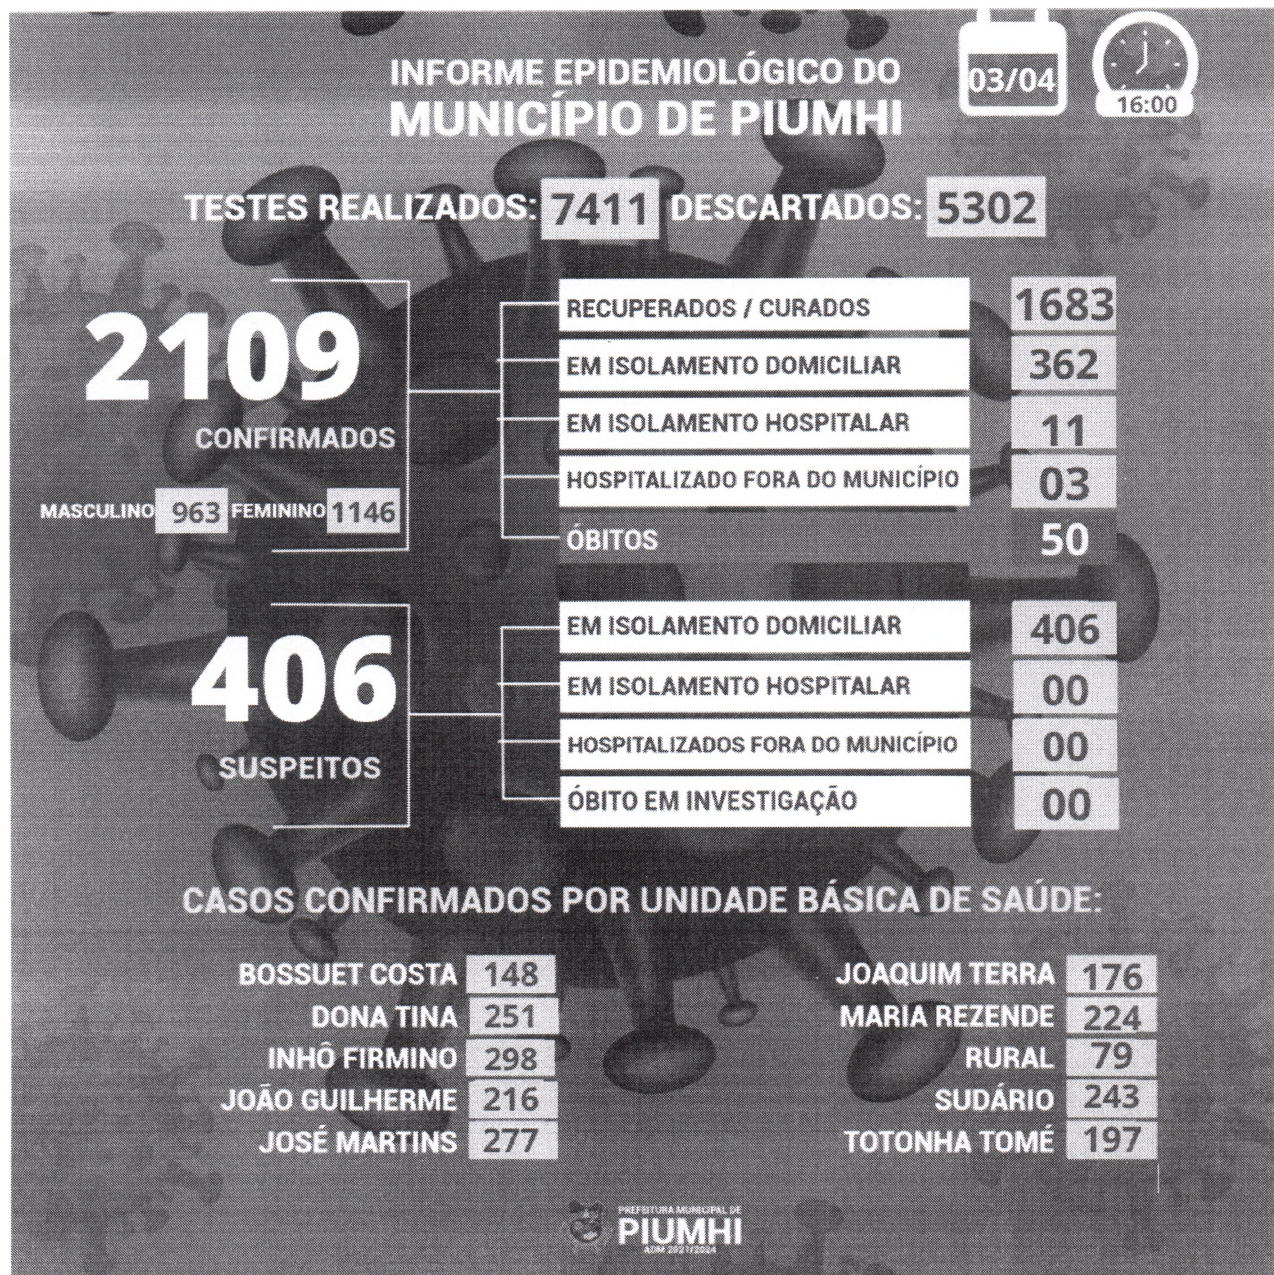 INFORME EPIDEMIOLÓGICO DO
MUNICÍPIO DE PIUMHI
03/04
16:00
TESTES REALIZADOS: 7411 DESCARTADOS: 5302
2109
CONFIRMADOS
MASCULINO 963 FEMININO 1146
RECUPERADOS / CURADOS 1683
EM ISOLAMENTO DOMICILIAR 362
EM ISOLAMENTO HOSPITALAR 11
HOSPITALIZADO FORA DO MUNICÍPIO 03
ÓBITOS 50
406
SUSPEITOS
EM ISOLAMENTO DOMICILIAR 406
EM ISOLAMENTO HOSPITALAR 00
HOSPITALIZADOS FORA DO MUNICÍPIO 00
ÓBITO EM INVESTIGAÇÃO 00
CASOS CONFIRMADOS POR UNIDADE BÁSICA DE SAÚDE:
BOSSUET COSTA 148
DONA TINA 251
INHÔ FIRMINO 298
JOÃO GUILHERME 216
JOSÉ MARTINS 277
JOAQUIM TERRA 176
MARIA REZENDE 224
RURAL 79
SUDÁRIO 243
TOTONHA TOMÉ 197
PREFEITURA MUNICIPAL DE
PIUMHI
ADM 2021/2024